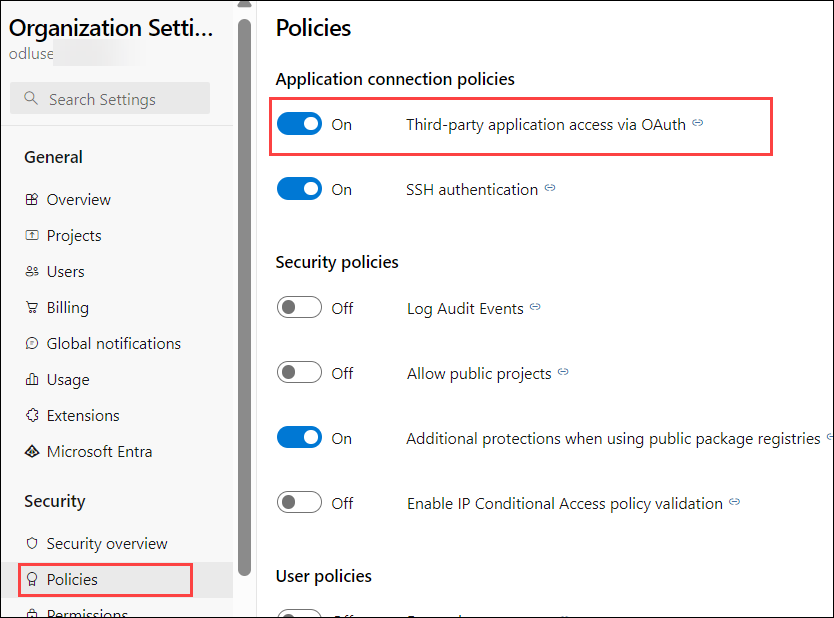 Organization Setti...
odluse
Search Settings
General
Overview
Projects
Users
Billing
Global notifications
Usage
Extensions
Microsoft Entra
Security
Security overview
Policies
Permissions
Policies
Application connection policies
On Third-party application access via OAuth
On SSH authentication
Security policies
Off Log Audit Events
Off Allow public projects
On Additional protections when using public package registries
Off Enable IP Conditional Access policy validation
User policies